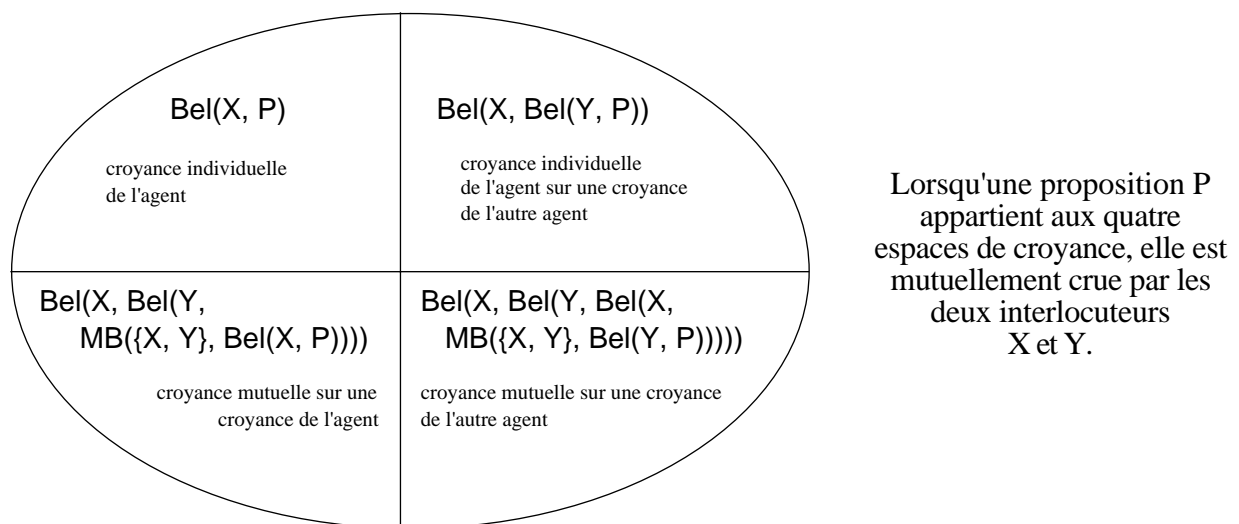 Bel(X, P)
croyance individuelle
de l'agent
Bel(X, Bel(Y, P))
croyance individuelle
de l'agent sur une croyance
de l'autre agent
Bel(X, Bel(Y,
MB({X, Y}, Bel(X, P))))
croyance mutuelle sur une
croyance de l'agent
Bel(X, Bel(Y, Bel(X,
MB({X, Y}, Bel(Y, P)))))
croyance mutuelle sur une croyance
de l'autre agent
Lorsqu'une proposition P
appartient aux quatre
espaces de croyance, elle est
mutuellement crue par les
deux interlocuteurs
X et Y.